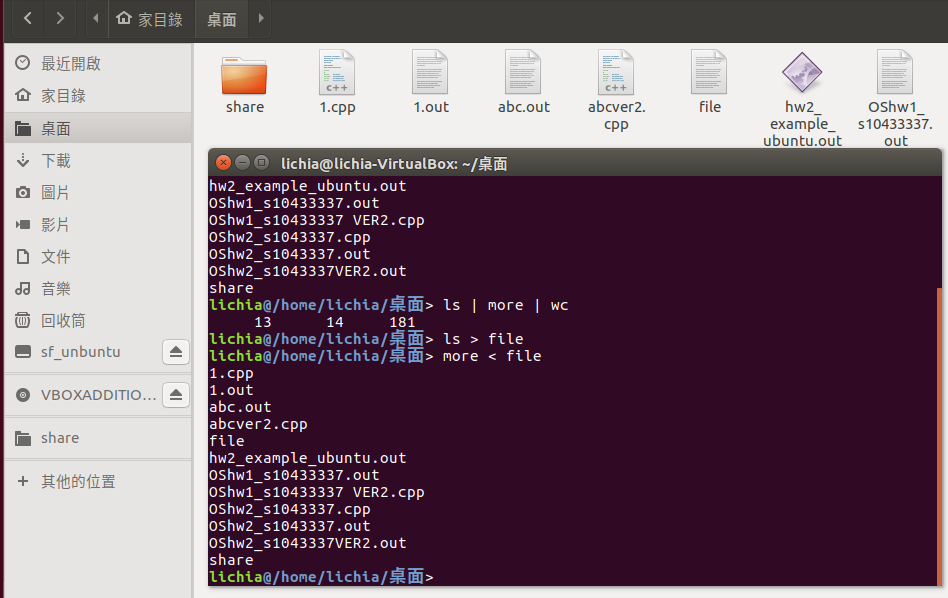 家目錄
桌面
最近開啟
家目錄
桌面
下載
圖片
影片
文件
音樂
回收筒
sf_unbuntu
VBOXADDITIO...
share
其他的位置
share
1.cpp
1.out
abc.out
abcver2.
cpp
file
hw2_
example_
ubuntu.out
OShw1_
s10433337.
out
lichia@lichia-VirtualBox: ~/桌面
hw2_example_ubuntu.out
OShw1_s10433337.out
OShw1_s10433337 VER2.cpp
OShw2_s1043337.cpp
OShw2_s1043337.out
OShw2_s1043337VER2.out
share
lichia@/home/lichia/桌面> ls | more | wc
13 14 181
lichia@/home/lichia/桌面> ls > file
lichia@/home/lichia/桌面> more < file
1.cpp
1.out
abc.out
abcver2.cpp
file
hw2_example_ubuntu.out
OShw1_s10433337.out
OShw1_s10433337 VER2.cpp
OShw2_s1043337.cpp
OShw2_s1043337.out
OShw2_s1043337VER2.out
share
lichia@/home/lichia/桌面>